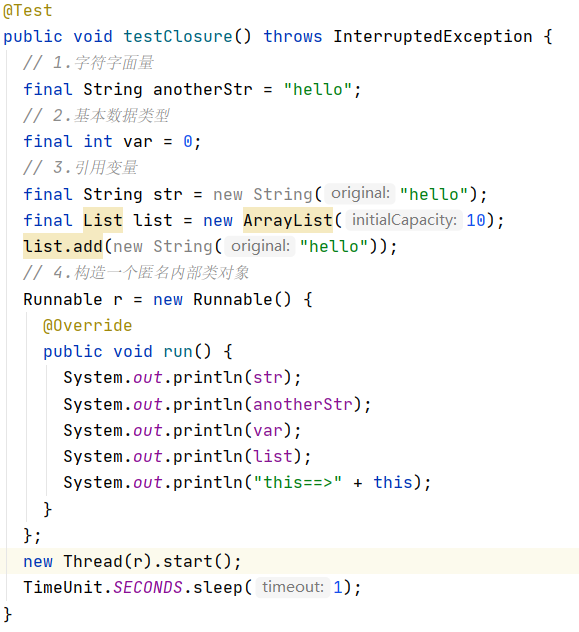 @Test
public void testClosure() throws InterruptedException {
  // 1.字符字面量
  final String anotherStr = "hello";
  // 2.基本数据类型
  final int var = 0;
  // 3.引用变量
  final String str = new String( original: "hello");
  final List list = new ArrayList( initialCapacity: 10);
  list.add(new String( original: "hello"));
  // 4.构造一个匿名内部类对象
  Runnable r = new Runnable() {
    @Override
    public void run() {
      System.out.println(str);
      System.out.println(anotherStr);
      System.out.println(var);
      System.out.println(list);
      System.out.println("this==>" + this);
    }
  };
  new Thread(r).start();
  TimeUnit.SECONDS.sleep( timeout: 1);
}